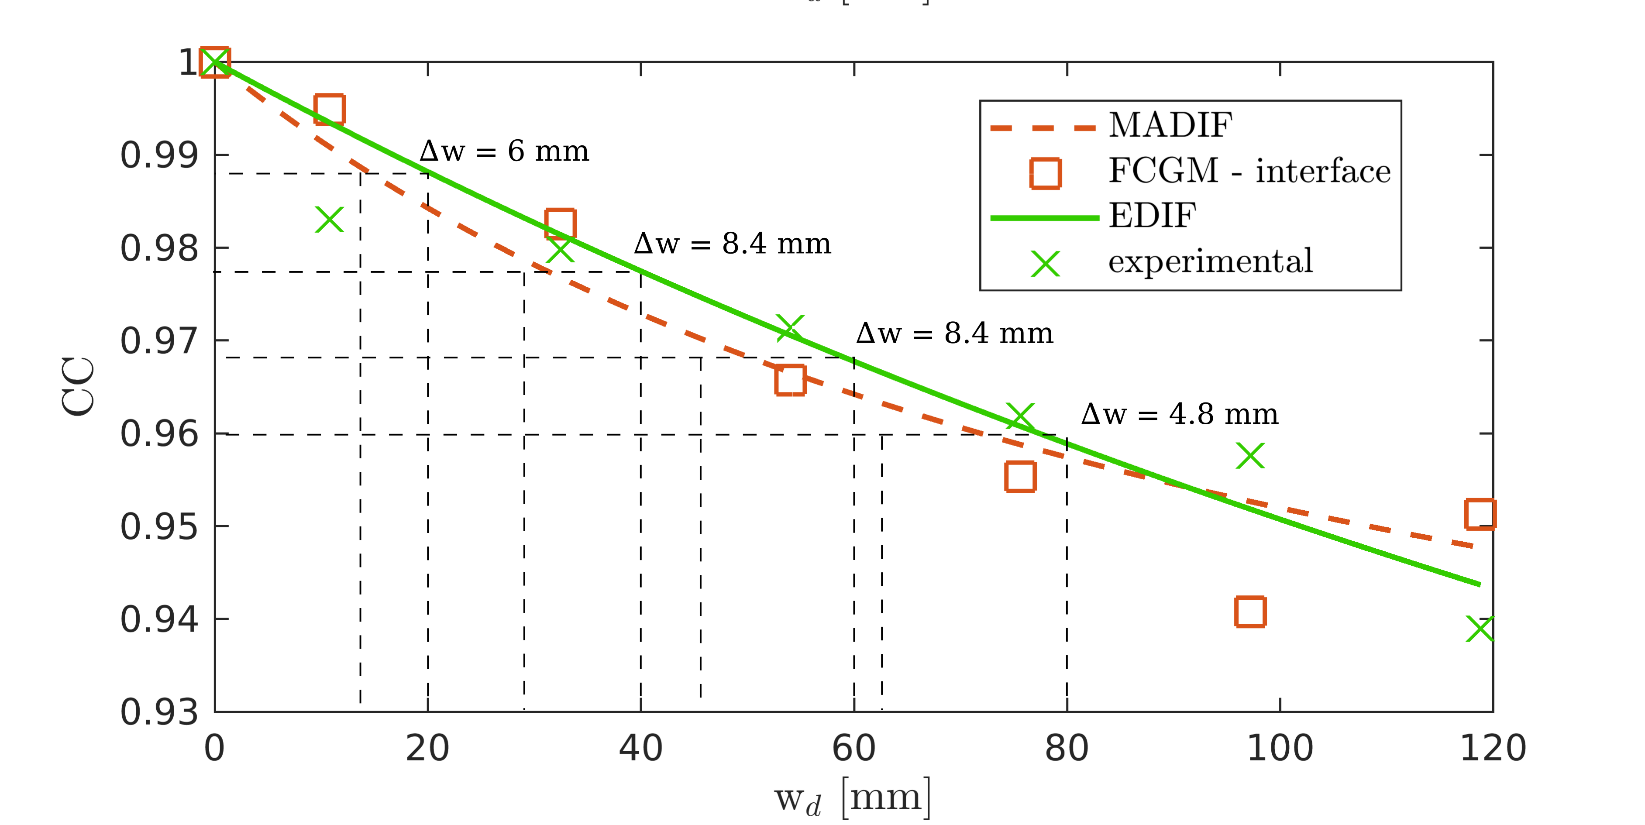 d [mm]
1
0.99
0.98
0.97
0.96
0.95
0.94
0.93
CC
Δw = 6 mm
Δw = 8.4 mm
Δw = 8.4 mm
Δw = 4.8 mm
MADIF
FCGM - interface
EDIF
experimental
0 20 40 60 80 100 120
w_d [mm]